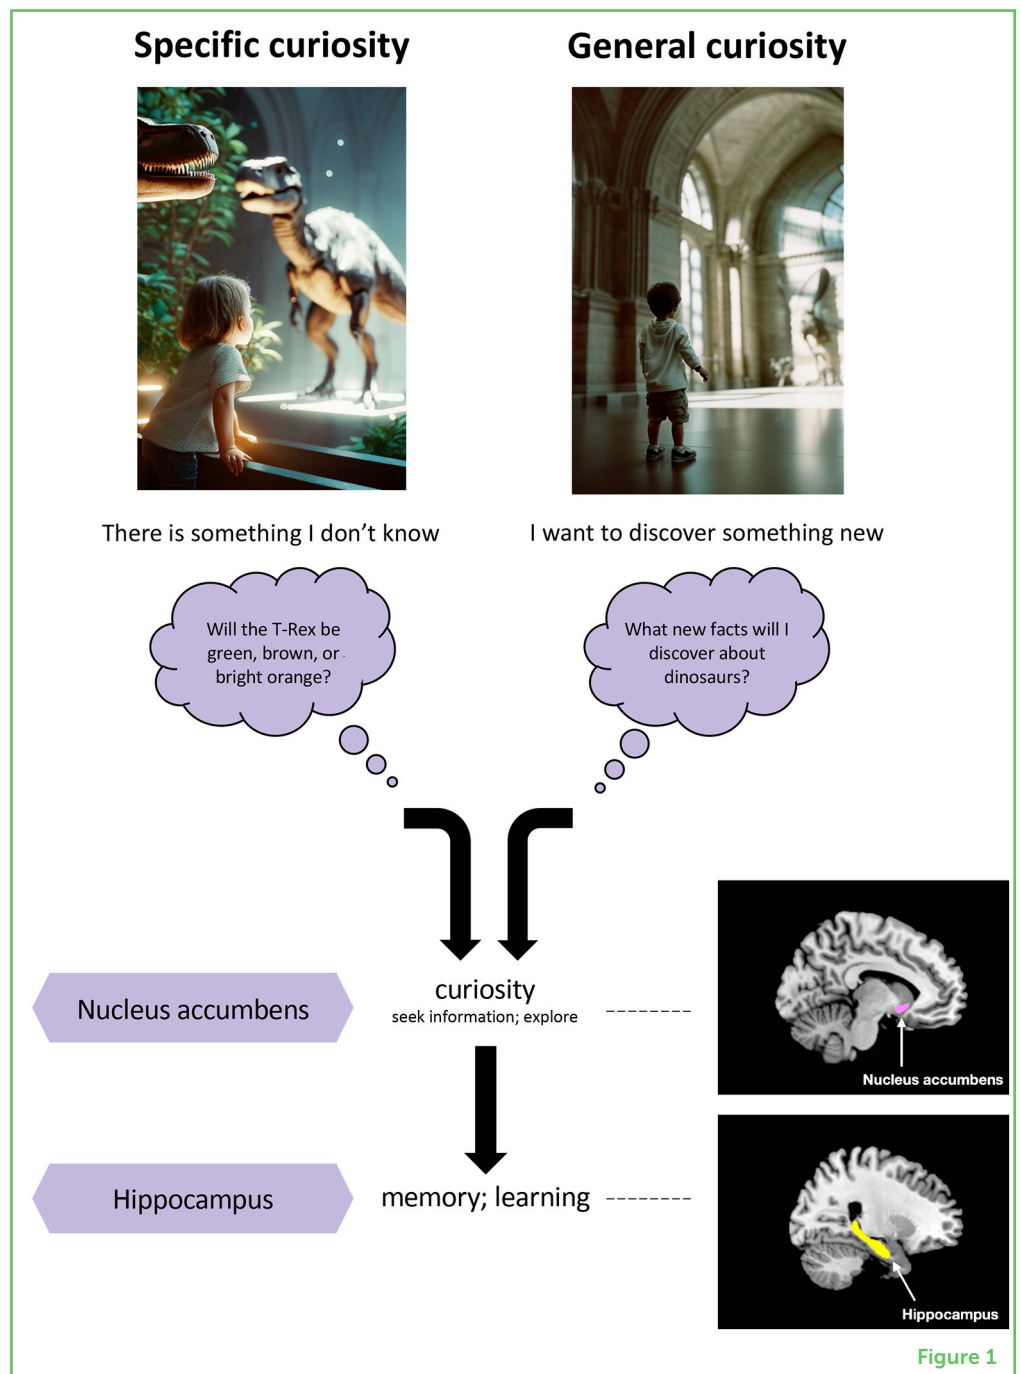 Specific curiosity
General curiosity
There is something I don't know
I want to discover something new
Will the T-Rex be
green, brown, or
bright orange?
What new facts will I
discover about
dinosaurs?
Nucleus accumbens
curiosity
seek information; explore
Nucleus accumbens
Hippocampus
memory; learning
Hippocampus
Figure 1